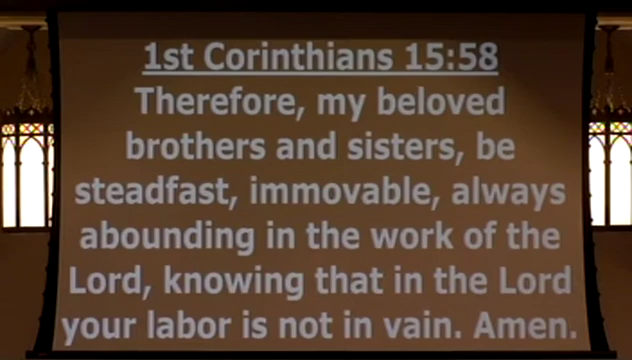 1st Corinthians 15:58
Therefore, my beloved
brothers and sisters, be
steadfast, immovable, always
abounding in the work of the
Lord, knowing that in the Lord
your labor is not in vain. Amen.